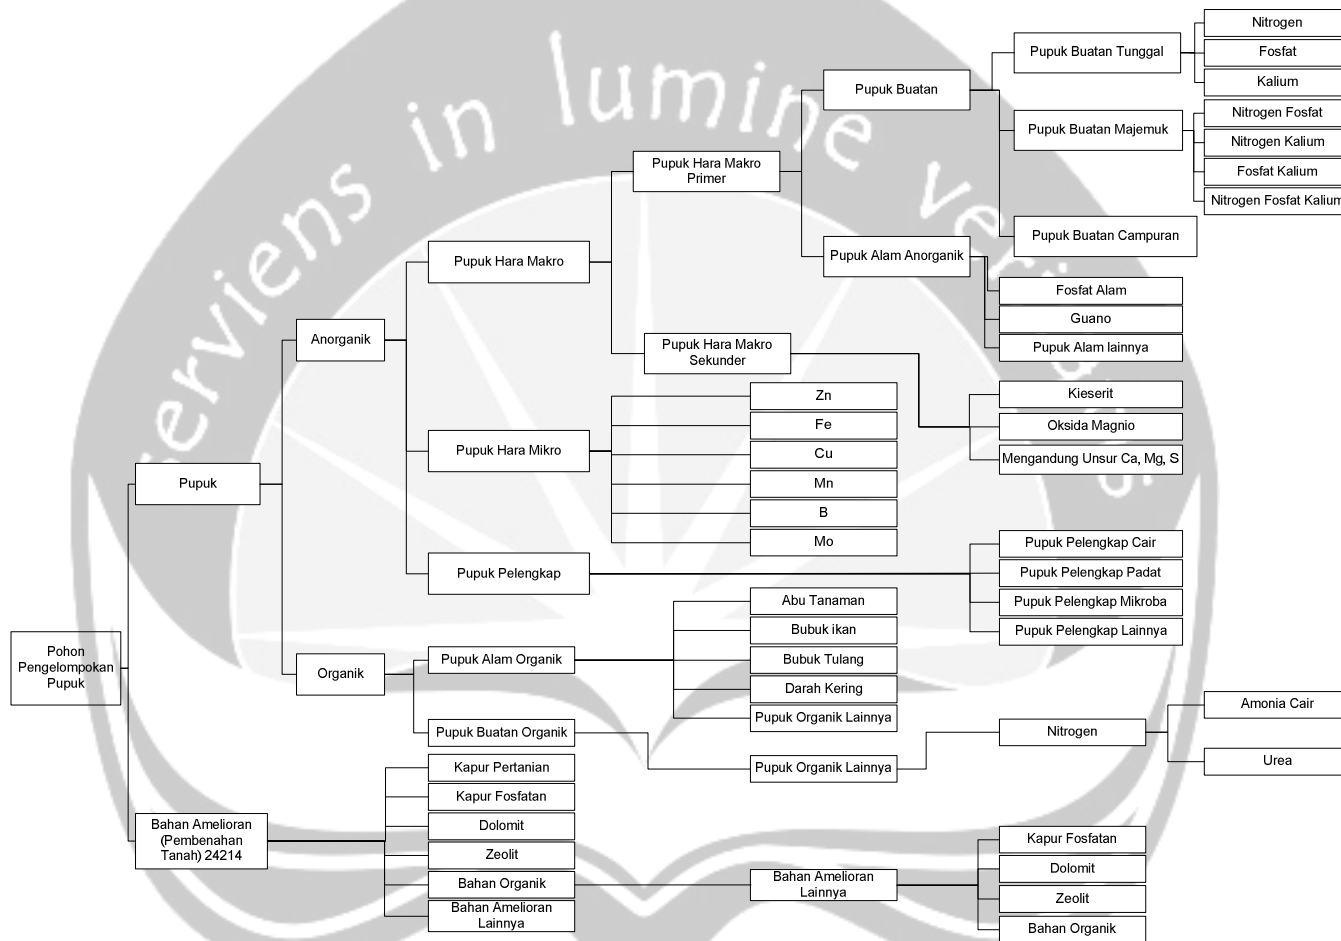 serviens in lumine veritatis
Nitrogen
Pupuk Buatan Tunggal
Fosfat
Kalium
Pupuk Buatan
Nitrogen Fosfat
Pupuk Buatan Majemuk
Nitrogen Kalium
Fosfat Kalium
Nitrogen Fosfat Kalium
Pupuk Hara Makro
Primer
Pupuk Buatan Campuran
Pupuk Alam Anorganik
Pupuk Hara Makro
Fosfat Alam
Guano
Pupuk Alam lainnya
Anorganik
Pupuk Hara Makro
Sekunder
Kieserit
Oksida Magnio
Mengandung Unsur Ca, Mg, S
Zn
Fe
Cu
Mn
B
Mo
Pupuk Hara Mikro
Pupuk
Pupuk Pelengkap
Pupuk Pelengkap Cair
Pupuk Pelengkap Padat
Pupuk Pelengkap Mikroba
Pupuk Pelengkap Lainnya
Abu Tanaman
Bubuk ikan
Bubuk Tulang
Darah Kering
Pupuk Organik Lainnya
Pohon
Pengelompokan
Pupuk
Organik
Pupuk Alam Organik
Pupuk Buatan Organik
Pupuk Organik Lainnya
Nitrogen
Amonia Cair
Urea
Kapur Pertanian
Kapur Fosfatan
Dolomit
Zeolit
Bahan Organik
Bahan Amelioran
Lainnya
Bahan Amelioran
(Pembenahan
Tanah) 24214
Bahan Amelioran
Lainnya
Kapur Fosfatan
Dolomit
Zeolit
Bahan Organik